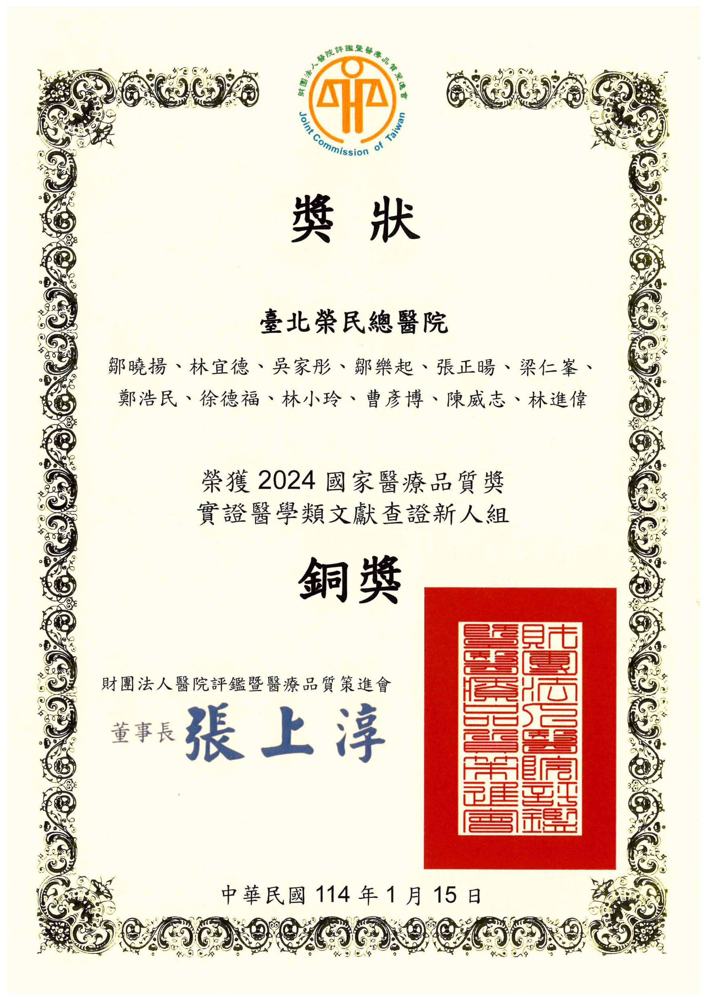 財團法人醫院評鑑暨醫療品質策進會
Joint Commission of Taiwan
獎狀
臺北榮民總醫院
鄒曉揚、林宜德、吳家彤、鄒樂起、張正暘、梁仁峯、
鄭浩民、徐德福、林小玲、曹彥博、陳威志、林進偉
榮獲 2024 國家醫療品質獎
實證醫學類文獻查證新人組
銅獎
財團法人醫院評鑑暨醫療品質策進會
董事長 張上淳
財團法人醫院評鑑
暨醫療品質策進會
中華民國 114 年 1 月 15 日